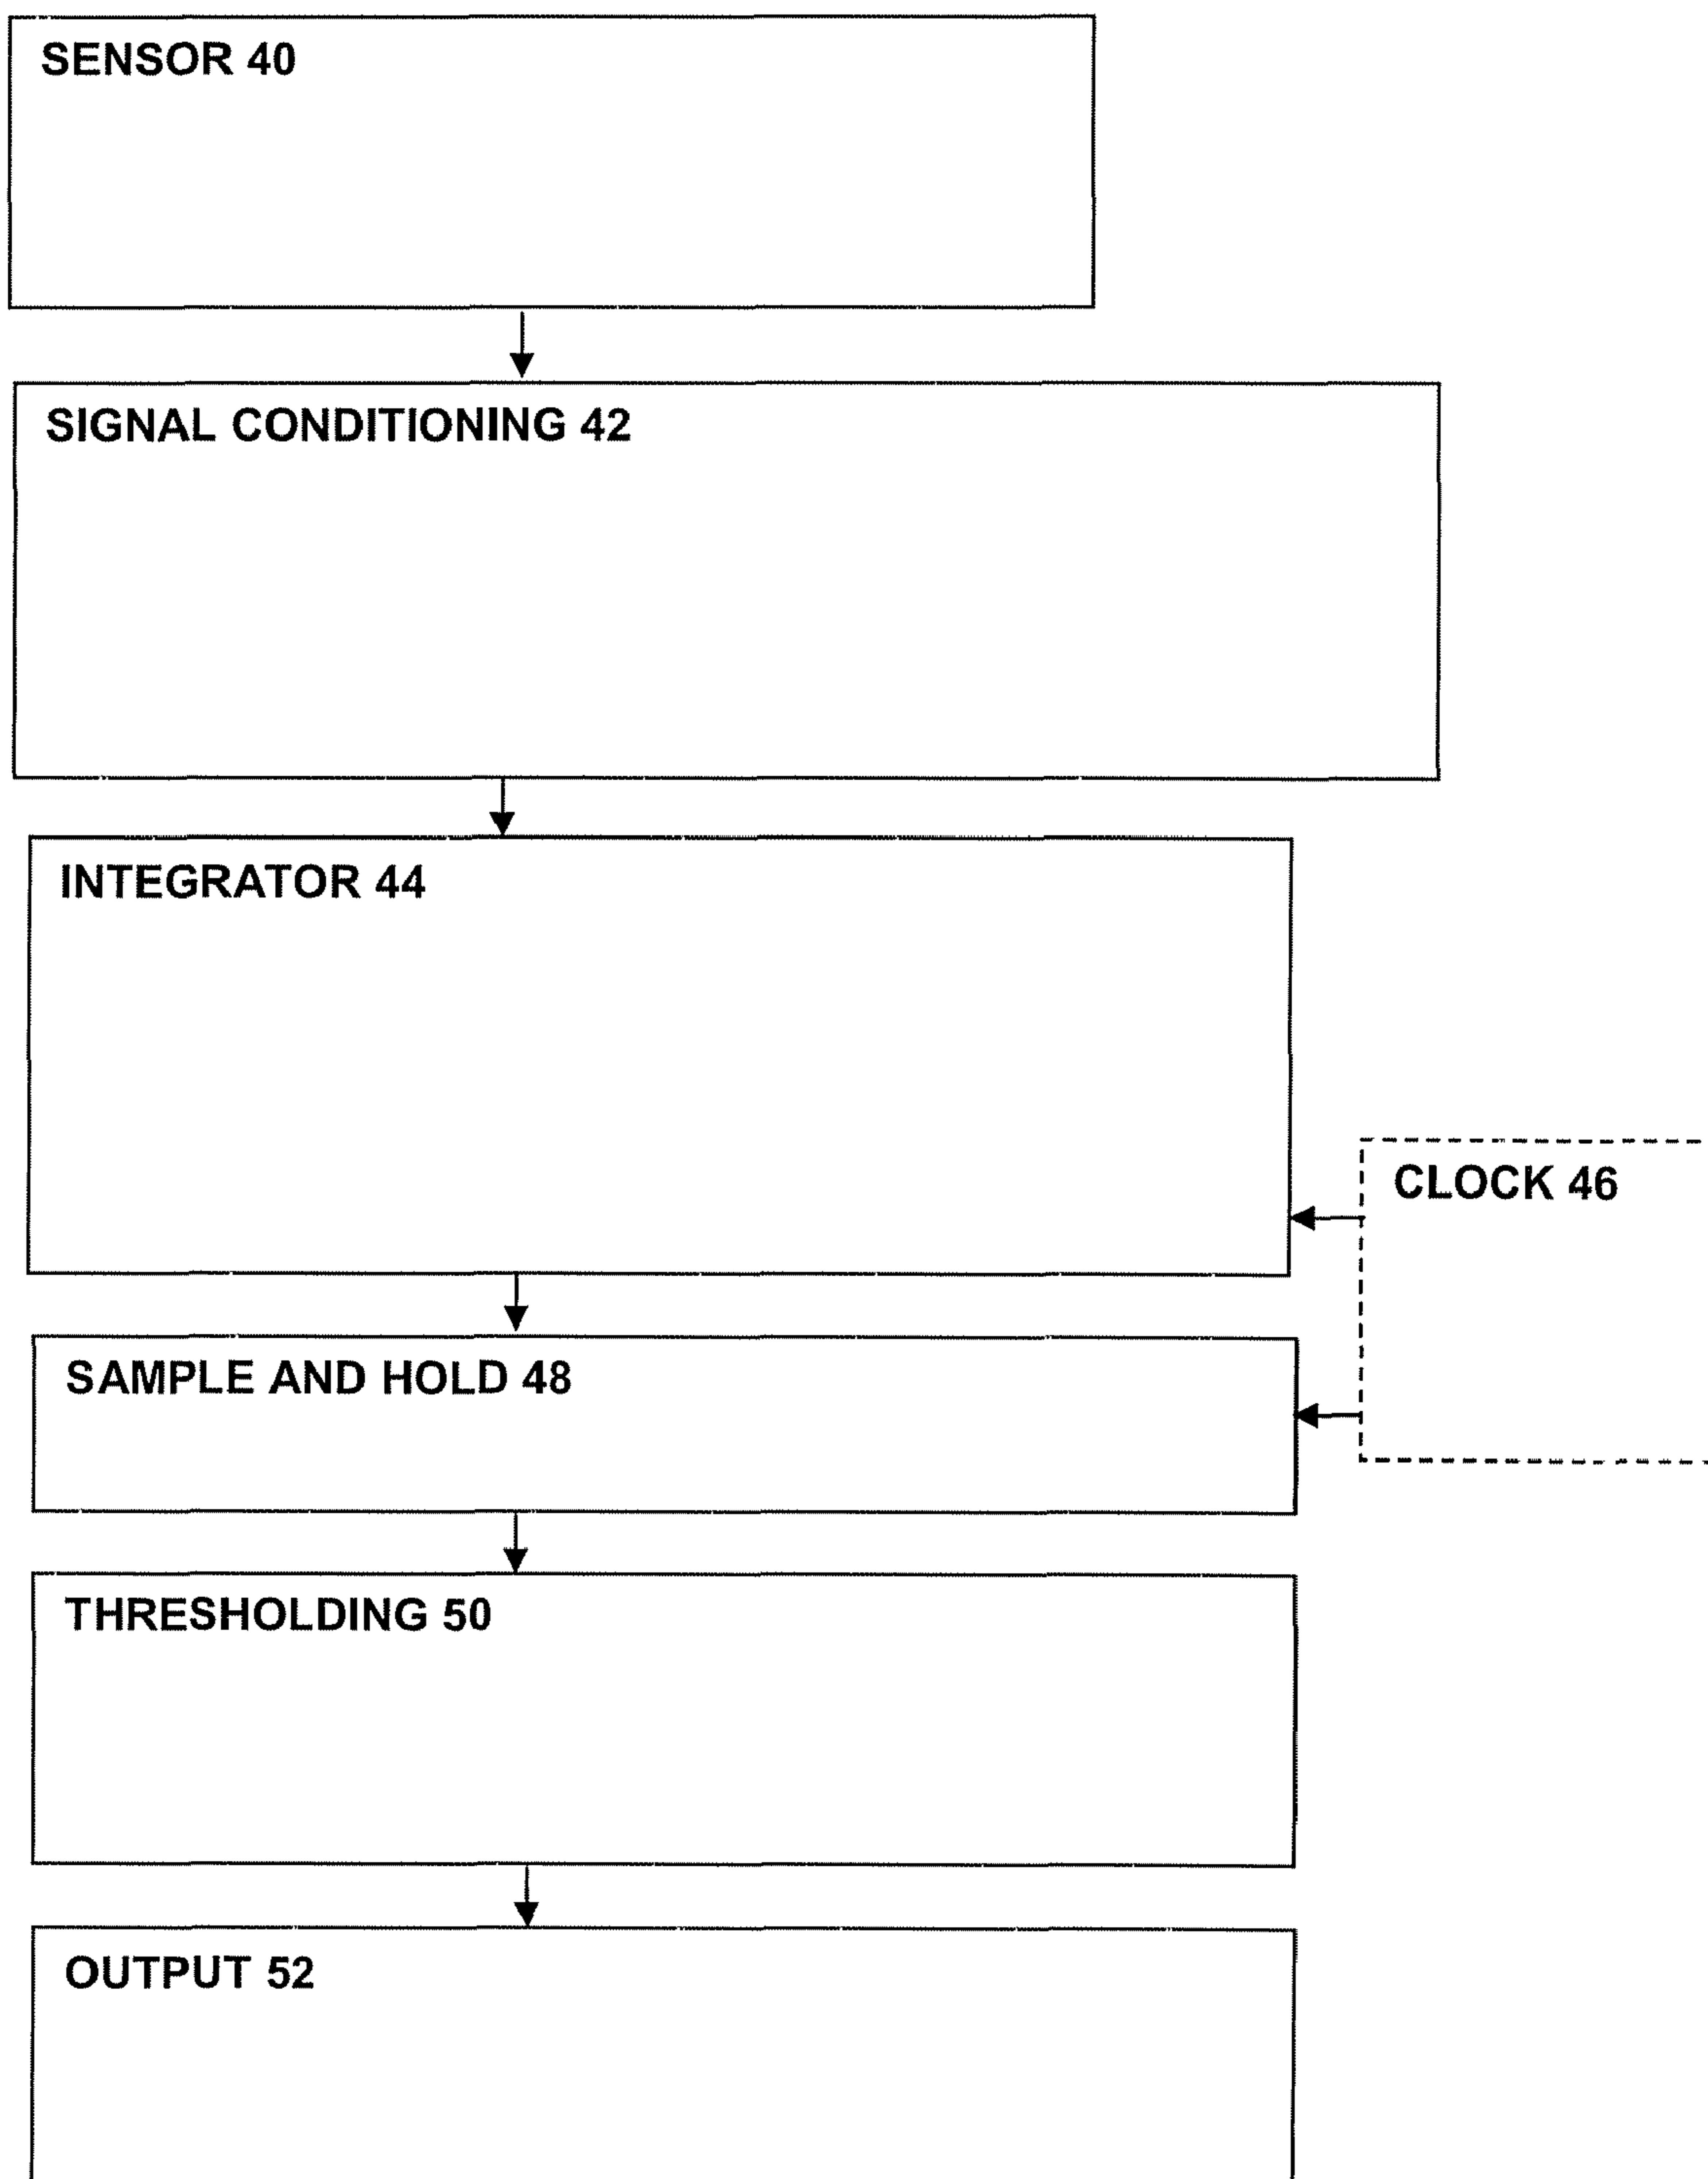 SENSOR 40
SIGNAL CONDITIONING 42
INTEGRATOR 44
CLOCK 46
SAMPLE AND HOLD 48
THRESHOLDING 50
OUTPUT 52